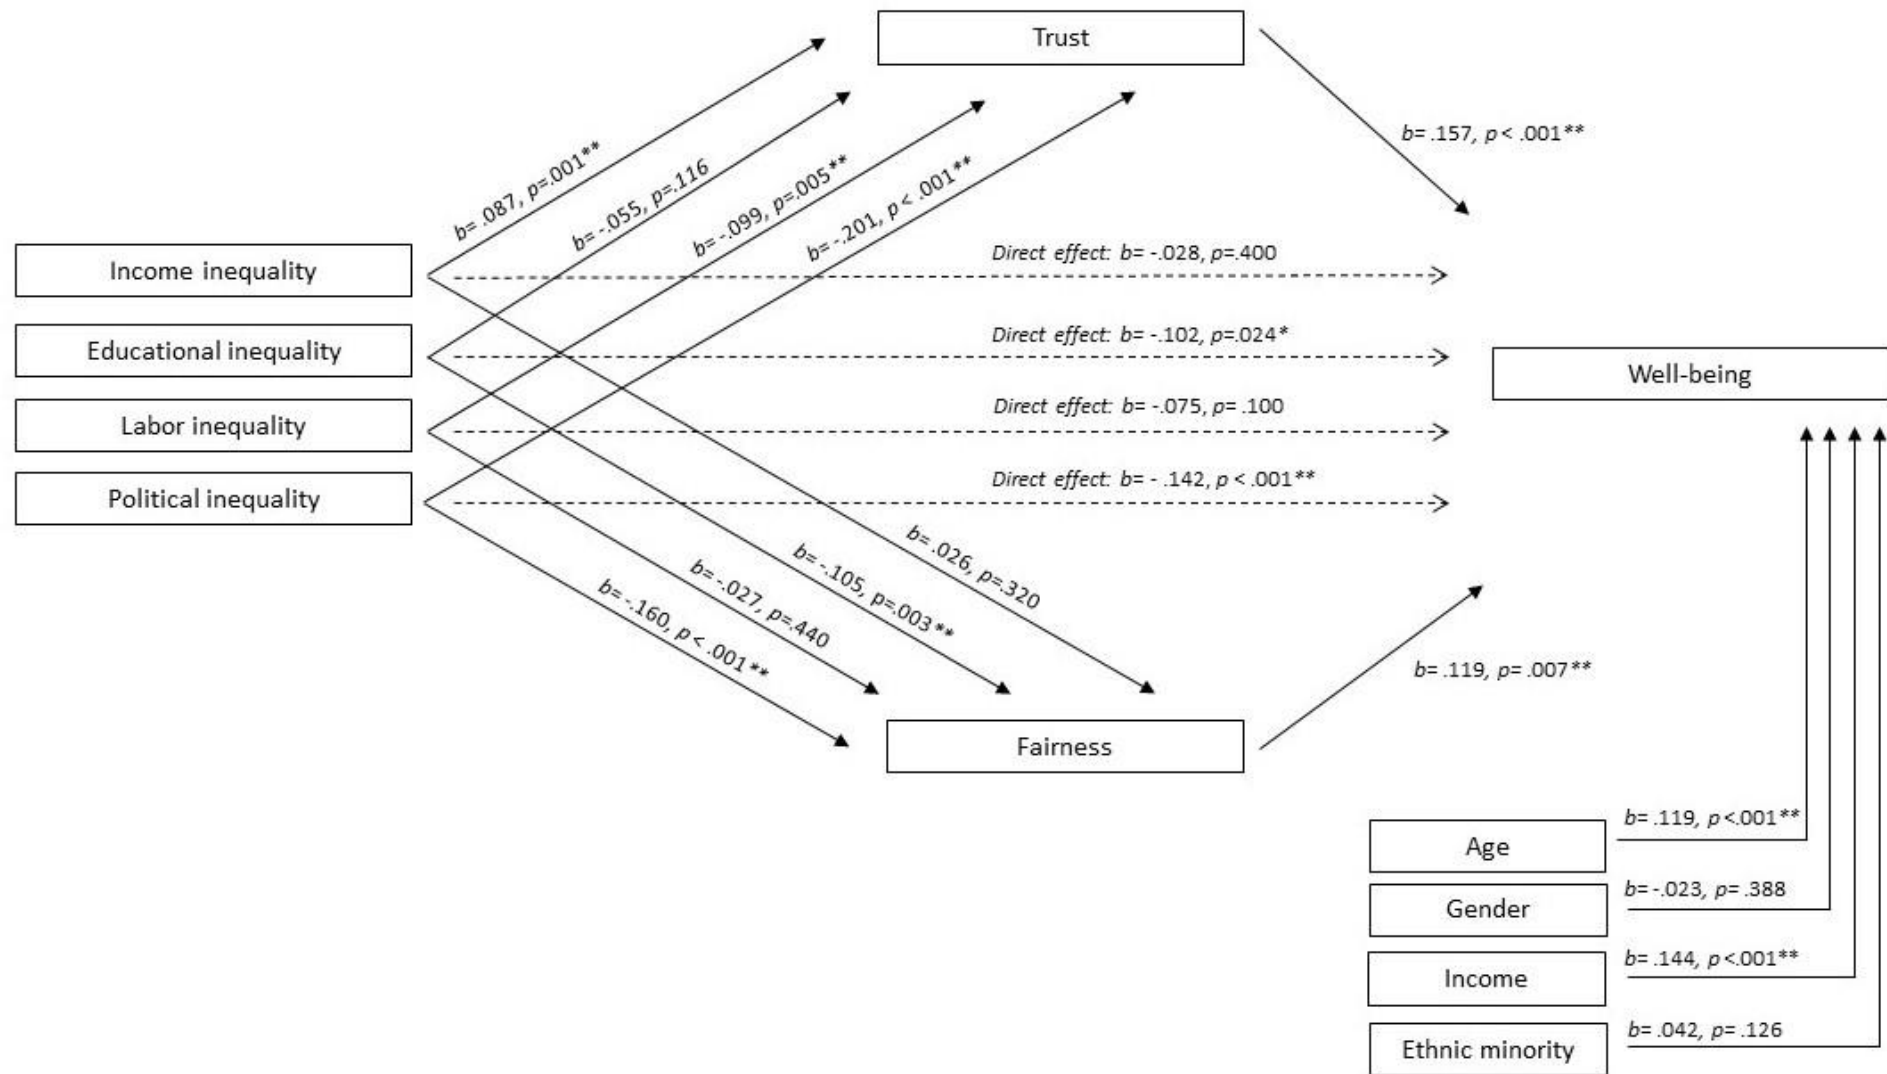 Trust
b= .157, p< .001**
b= .087, p=.001**
b= -.055, p=.116
b= -.099, p=.005**
b= -.201, p< .001**
Income inequality
Direct effect: b= -.028, p=.400
Educational inequality
Direct effect: b= -.102, p=.024*
Well-being
Labor inequality
Direct effect: b= -.075, p= .100
Political inequality
Direct effect: b= - .142, p< .001**
b= .026, p=.320
b= -.105, p=.003**
b= -.027, p=.440
b= -.160, p< .001**
b= .119, p= .007**
Fairness
Age
b= .119, p<.001**
Gender
b= -.023, p= .388
Income
b= .144, p<.001**
Ethnic minority
b= .042, p= .126